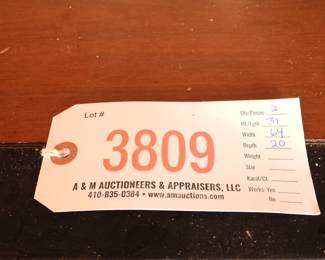 Lot #
3809
A & M AUCTIONEERS & APPRAISERS, LLC
410-835-0384 • www.amauctions.com
Qty/Pieces 2
Ht./Lgth 31
Width 64
Depth 20
Weight
Size
Karat/Ct.
Works- Yes
No